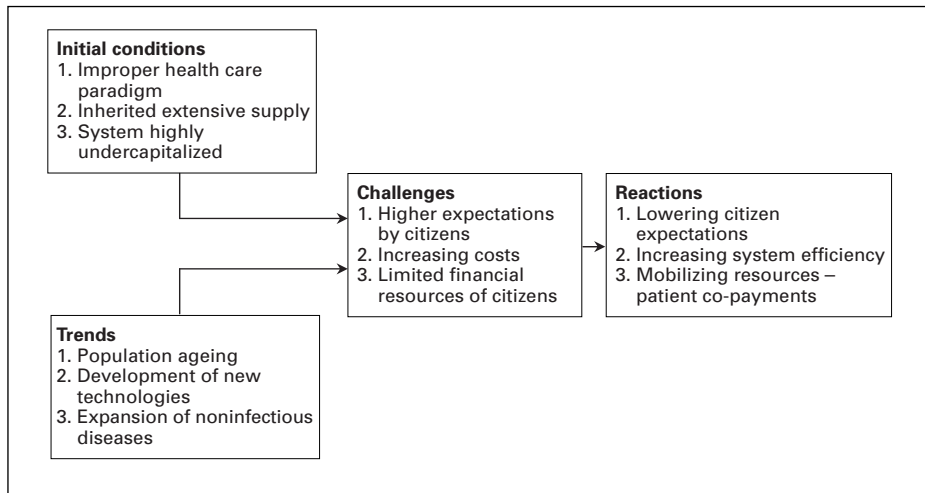 Initial conditions
1. Improper health care
paradigm
2. Inherited extensive supply
3. System highly
undercapitalized
Trends
1. Population ageing
2. Development of new
technologies
3. Expansion of noninfectious
diseases
Challenges
1. Higher expectations
by citizens
2. Increasing costs
3. Limited financial
resources of citizens
Reactions
1. Lowering citizen
expectations
2. Increasing system efficiency
3. Mobilizing resources –
patient co-payments